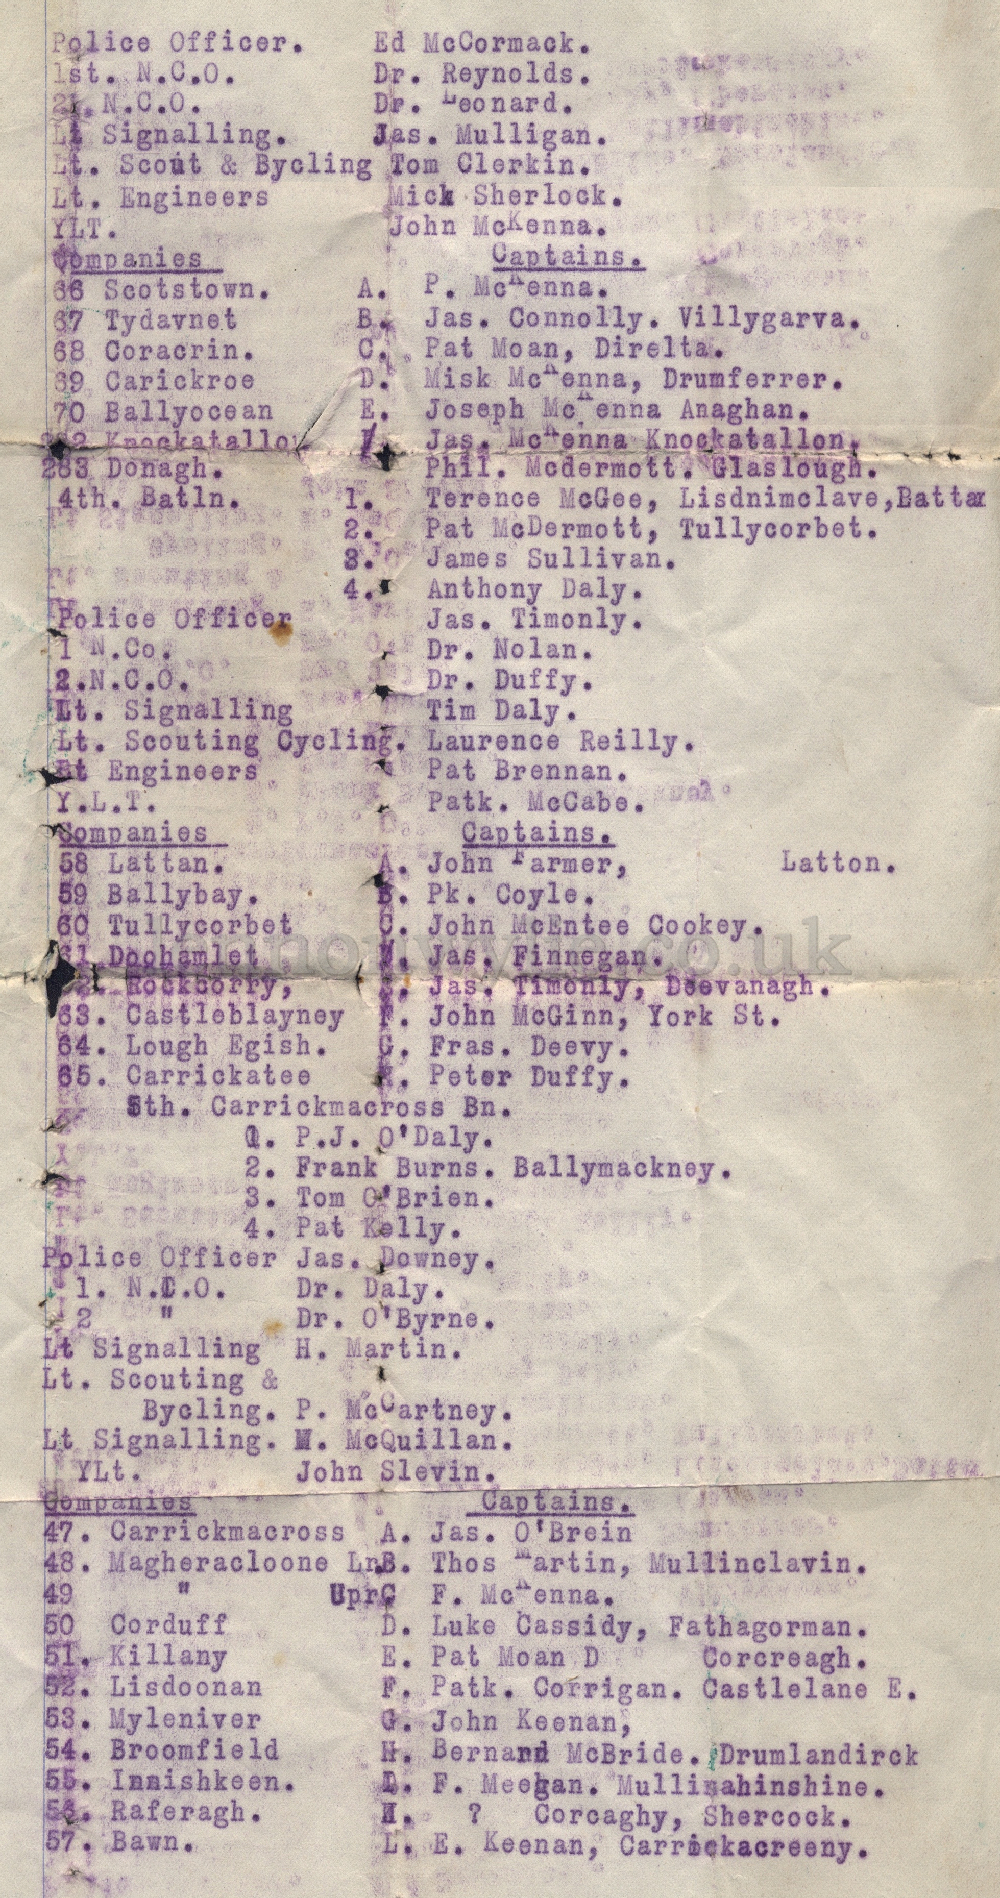 Police Officer. Ed McCormack.
1st. N.C.O. Dr. Reynolds.
2. N.C.O. Dr. Leonard.
Lt Signalling. Jas. Mulligan.
Lt. Scout & Bycling Tom Clerkin.
Lt. Engineers Mick Sherlock.
YLT. John McKenna.
Companies Captains.
66 Scotstown. A. P. McKenna.
67 Tydavnet B. Jas. Connolly. Villygarva.
68 Coracrin. C. Pat Moan, Direlta.
69 Carickroe D. Misk McKenna, Drumferrer.
70 Ballyocean E. Joseph McKenna Anaghan.
Knockatallon Jas. McKenna Knockatallon.
283 Donagh. Phil. Mcdermott. Glaslough.
4th. Batln. 1. Terence McGee, Lisdnimclave,
2. Pat McDermott, Tullycorbet.
3. James Sullivan.
4. Anthony Daly.
Police Officer Jas. Timonly.
1 N.Co. Dr. Nolan.
2.N.C.O. Dr. Duffy.
Lt. Signalling Tim Daly.
Lt. Scouting Cycling. Laurence Reilly.
Lt Engineers Pat Brennan.
Y.L.T. Patk. McCabe.
Companies Captains.
58 Lattan. A. John Farmer, Latton.
59 Ballybay. B. Pk. Coyle.
60 Tullycorbet C. John McEntee Cookey.
61 Doohamlet Jas. Finnegan.
Rockcorry, Jas. Timonly, Deevanagh.
63. Castleblayney F. John McGinn, York St.
64. Lough Egish. G. Fras. Deevy.
65. Carrickatee Peter Duffy.
5th. Carrickmacross Bn.
1. P.J. O'Daly.
2. Frank Burns. Ballymackney.
3. Tom O'Brien.
4. Pat Kelly.
Police Officer Jas. Downey.
1. N.C.O. Dr. Daly.
2 " Dr. O'Byrne.
Lt Signalling H. Martin.
Lt. Scouting &
Bycling. P. McCartney.
Lt Signalling. M. McQuillan.
YLt. John Slevin.
Companies Captains.
47. Carrickmacross A. Jas. O'Brein
48. Magheracloone Lr.B. Thos Martin, Mullinclavin.
49 " UprC F. McKenna.
50 Corduff D. Luke Cassidy, Fathagorman.
51. Killany E. Pat Moan D Corcreagh.
52. Lisdoonan F. Patk. Corrigan. Castlelane E.
53. Myleniver G. John Keenan,
54. Broomfield H. Bernard McBride. Drumlandirck
55. Innishkeen. F. Meegan. Mullinahinshine.
56. Raferagh. ? Corcaghy, Shercock.
57. Bawn. L. E. Keenan, Carrickacreeny.